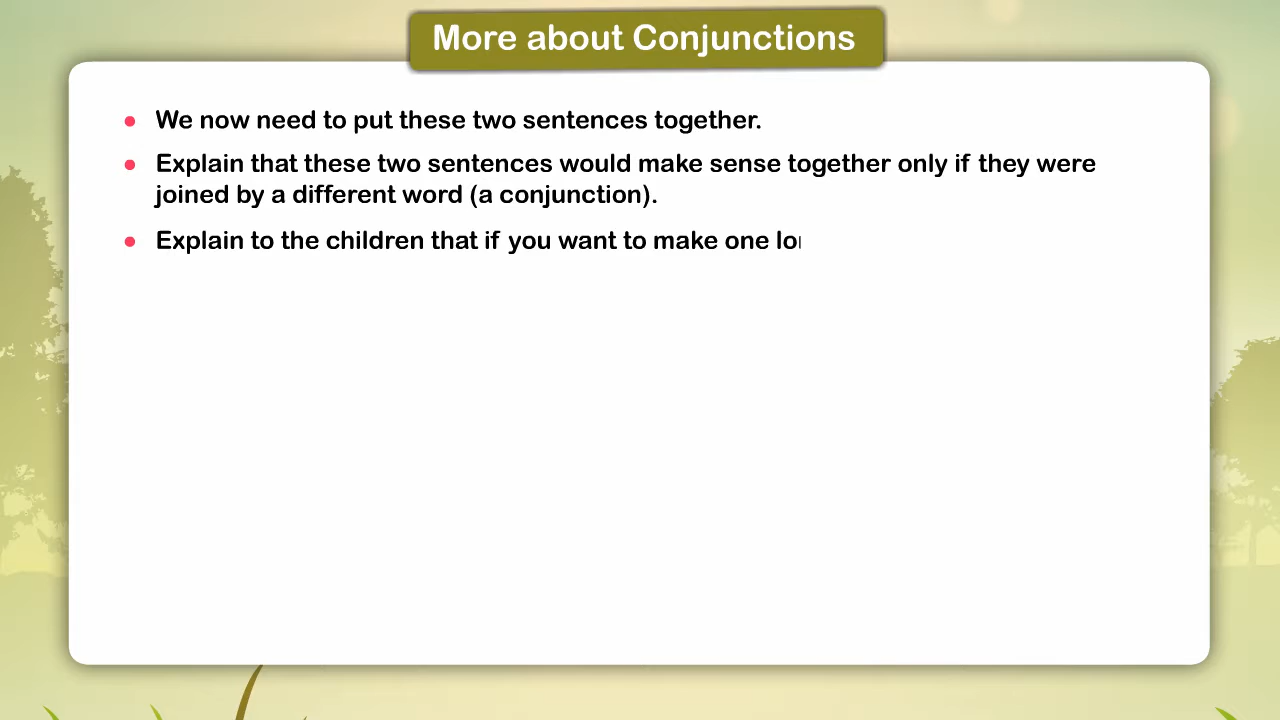 More about Conjunctions
We now need to put these two sentences together.
Explain that these two sentences would make sense together only if they were
joined by a different word (a conjunction).
Explain to the children that if you want to make one